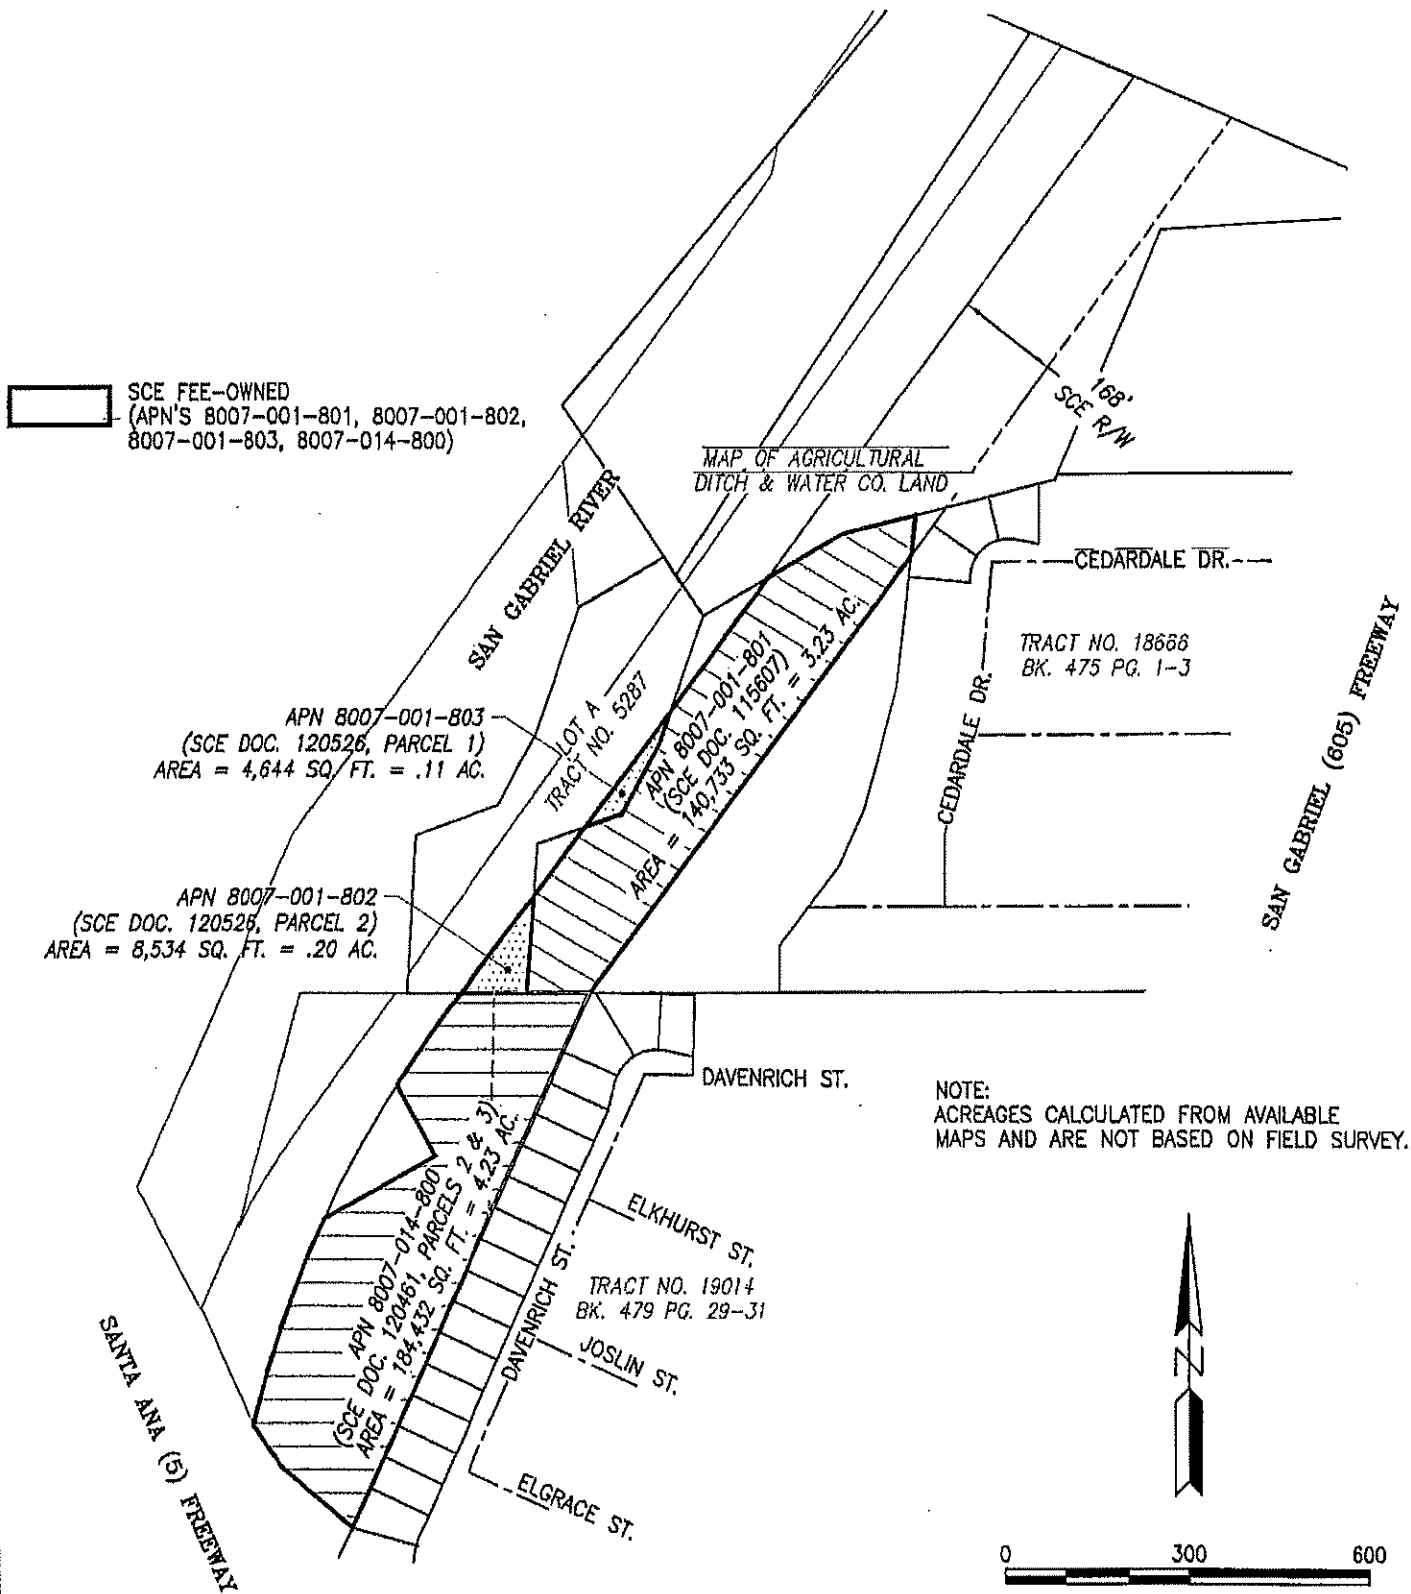 SCE FEE-OWNED
(APN'S 8007-001-801, 8007-001-802,
8007-001-803, 8007-014-800)
168'
SCE R/W
MAP OF AGRICULTURAL
DITCH & WATER CO. LAND
SAN GABRIEL RIVER
CEDARDALE DR.
TRACT NO. 18666
BK. 475 PG. 1-3
CEDARDALE DR.
SAN GABRIEL (605) FREEWAY
LOT A
TRACT NO. 5287
APN 8007-001-803
(SCE DOC. 120526, PARCEL 1)
AREA = 4,644 SQ. FT. = .11 AC.
APN 8007-001-801
(SCE DOC. 115607)
AREA = 140,733 SQ. FT. = 3.23 AC.
APN 8007-001-802
(SCE DOC. 120526, PARCEL 2)
AREA = 8,534 SQ. FT. = .20 AC.
DAVENRICH ST.
NOTE:
ACREAGES CALCULATED FROM AVAILABLE
MAPS AND ARE NOT BASED ON FIELD SURVEY.
APN 8007-014-800
(SCE DOC. 120461, PARCELS 2 & 3)
AREA = 184,432 SQ. FT. = 4.23 AC.
ELKHURST ST.
DAVENRICH ST.
TRACT NO. 19014
BK. 479 PG. 29-31
JOSLIN ST.
ELGRACE ST.
SANTA ANA (5) FREEWAY
N
0 300 600